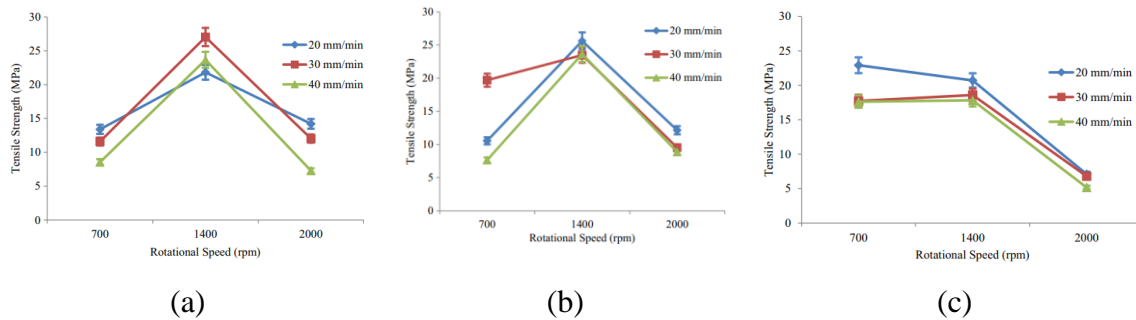 30
25
20
15
10
5
0
Tensile Strength (MPa)
20 mm/min
30 mm/min
40 mm/min
700
1400
2000
Rotational Speed (rpm)
(a)
30
25
20
15
10
5
0
Tensile Strength (MPa)
20 mm/min
30 mm/min
40 mm/min
700
1400
2000
Rotational Speed (rpm)
(b)
30
25
20
15
10
5
0
Tensile Strength (MPa)
20 mm/min
30 mm/min
40 mm/min
700
1400
2000
Rotational Speed (rpm)
(c)